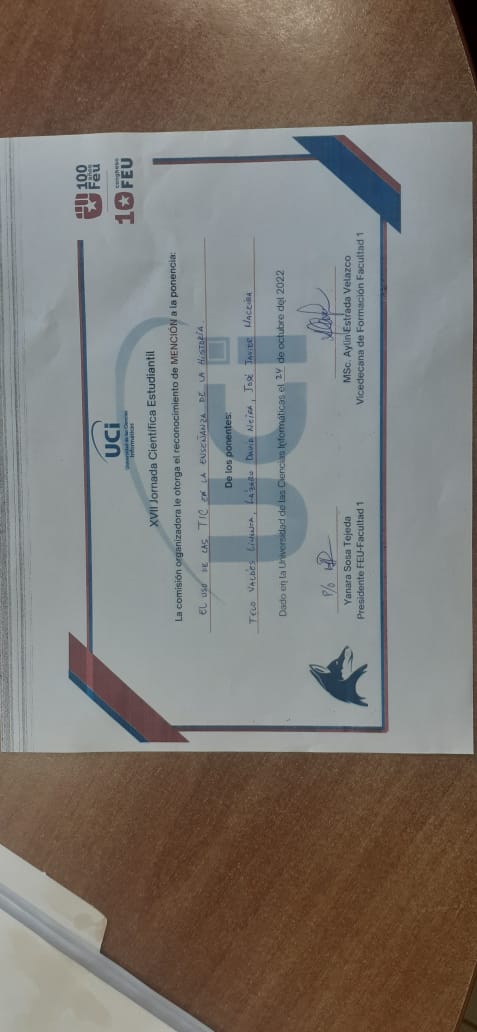 100
años
Feu
congreso
10 FEU
UCi
Universidad de las Ciencias
Informáticas
XVII Jornada Científica Estudiantil
La comisión organizadora le otorga el reconocimiento de MENCIÓN a la ponencia:
EL USO DE LAS TIC EN LA ENSEÑANZA DE LA HISTORIA
De los ponentes:
VALDÉS LIMONTA, LÁZARO DAVID NEIRA, JOSÉ JAVIER MACEIRA
Dado en la Universidad de las Ciencias Informáticas el 24 de octubre del 2022
UCi
P/O
Yanara Sosa Tejeda
Presidente FEU-Facultad 1
MSc. Aylin Estrada Velazco
Vicedecana de Formación Facultad 1